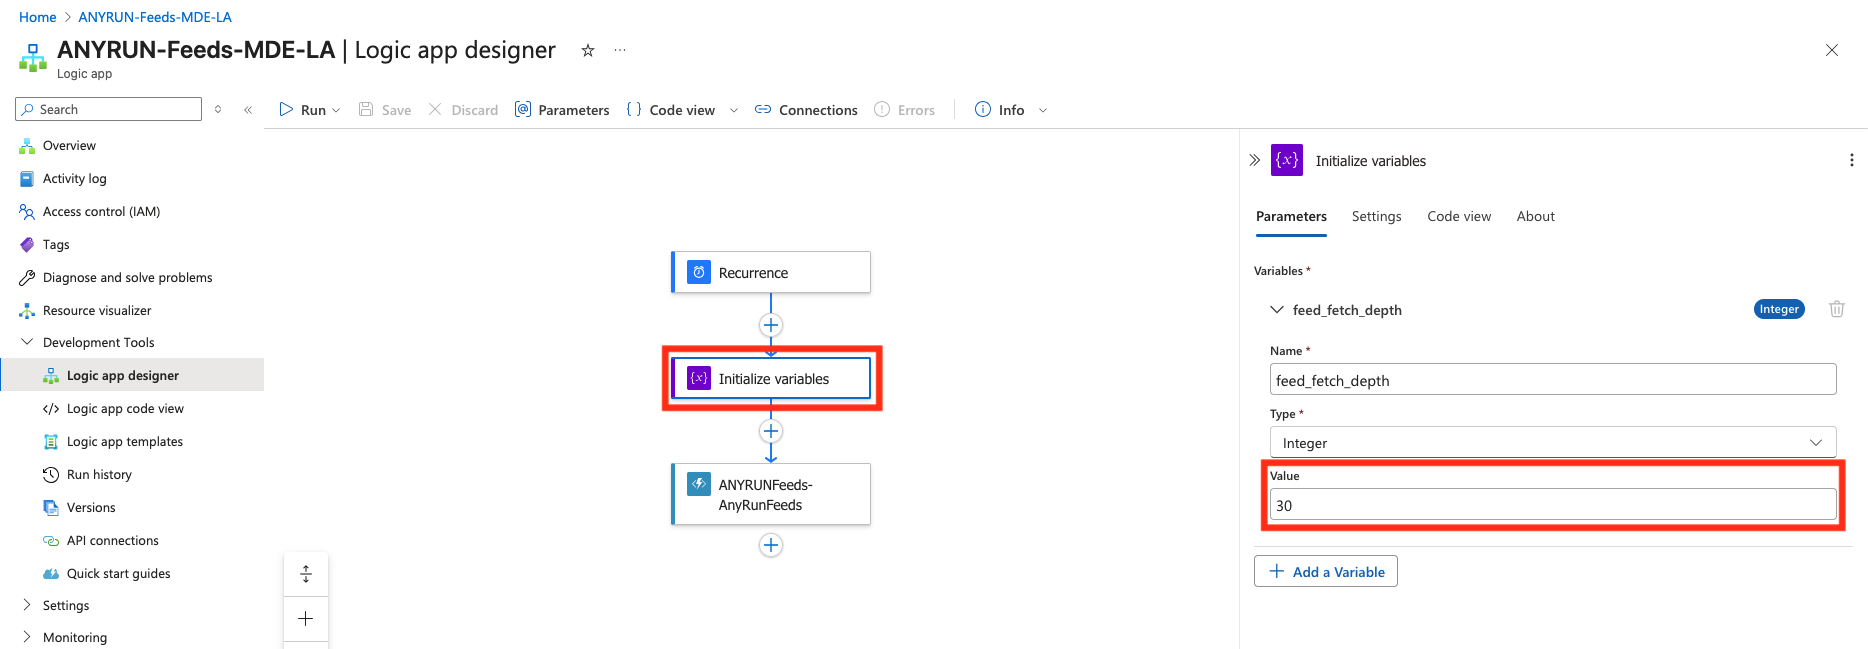 Home > ANYRUN-Feeds-MDE-LA
ANYRUN-Feeds-MDE-LA | Logic app designer
Logic app
Search
Run
Save
Discard
Parameters
Code view
Connections
Errors
Info
Overview
Activity log
Access control (IAM)
Tags
Diagnose and solve problems
Resource visualizer
Development Tools
Logic app designer
Logic app code view
Logic app templates
Run history
Versions
API connections
Quick start guides
Settings
Monitoring
Recurrence
{x} Initialize variables
ANYRUNFeeds-
AnyRunFeeds
{x} Initialize variables
Parameters Settings Code view About
Variables *
feed_fetch_depth Integer
Name *
feed_fetch_depth
Type *
Integer
Value
30
Add a Variable